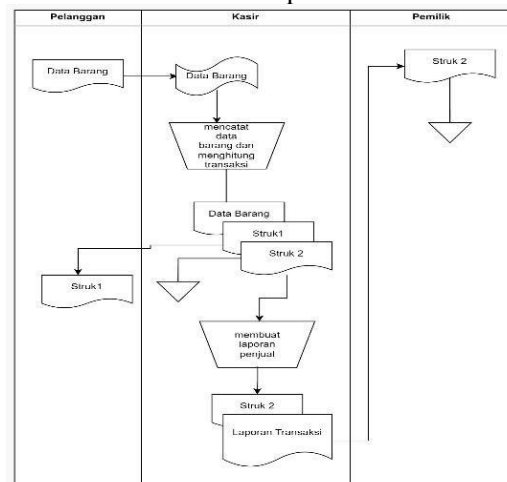 Pelanggan
Kasir
Pemilik
Data Barang
Data Barang
Struk 2
mencatat
data
barang dan
menghitung
transaksi
Data Barang
Struk1
Struk 2
Struk1
membuat
laporan
penjual
Struk 2
Laporan Transaksi